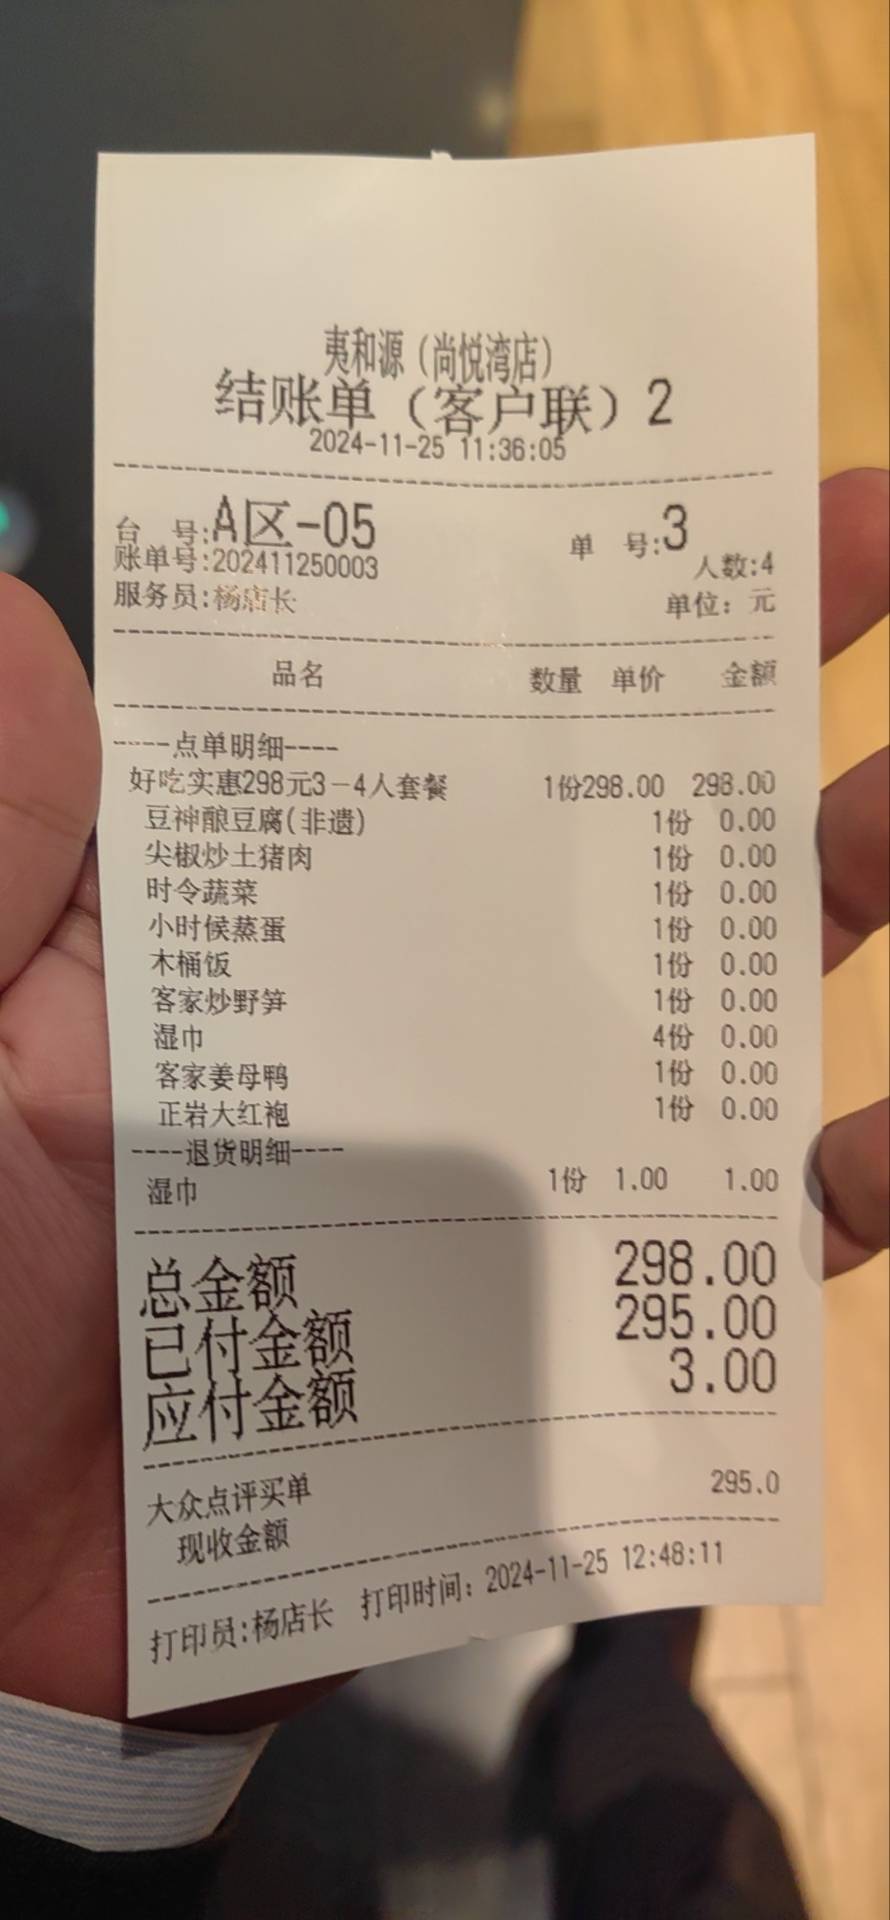 夷和源（尚悦湾店）
结账单（客户联）2
2024-11-25 11:36:05
台 号:A区-05 单 号:3
账单号:202411250003 人数:4
服务员:杨店长 单位：元
品名 数量 单价 金额
-----点单明细----
好吃实惠298元3－4人套餐 1份298.00 298.00
豆神酿豆腐(非遗) 1份 0.00
尖椒炒土猪肉 1份 0.00
时令蔬菜 1份 0.00
小时候蒸蛋 1份 0.00
木桶饭 1份 0.00
客家炒野笋 1份 0.00
湿巾 4份 0.00
客家姜母鸭 1份 0.00
正岩大红袍 1份 0.00
----退货明细----
湿巾 1份 1.00 1.00
总金额 298.00
已付金额 295.00
应付金额 3.00
大众点评买单 295.0
现收金额
打印员:杨店长 打印时间：2024-11-25 12:48:11